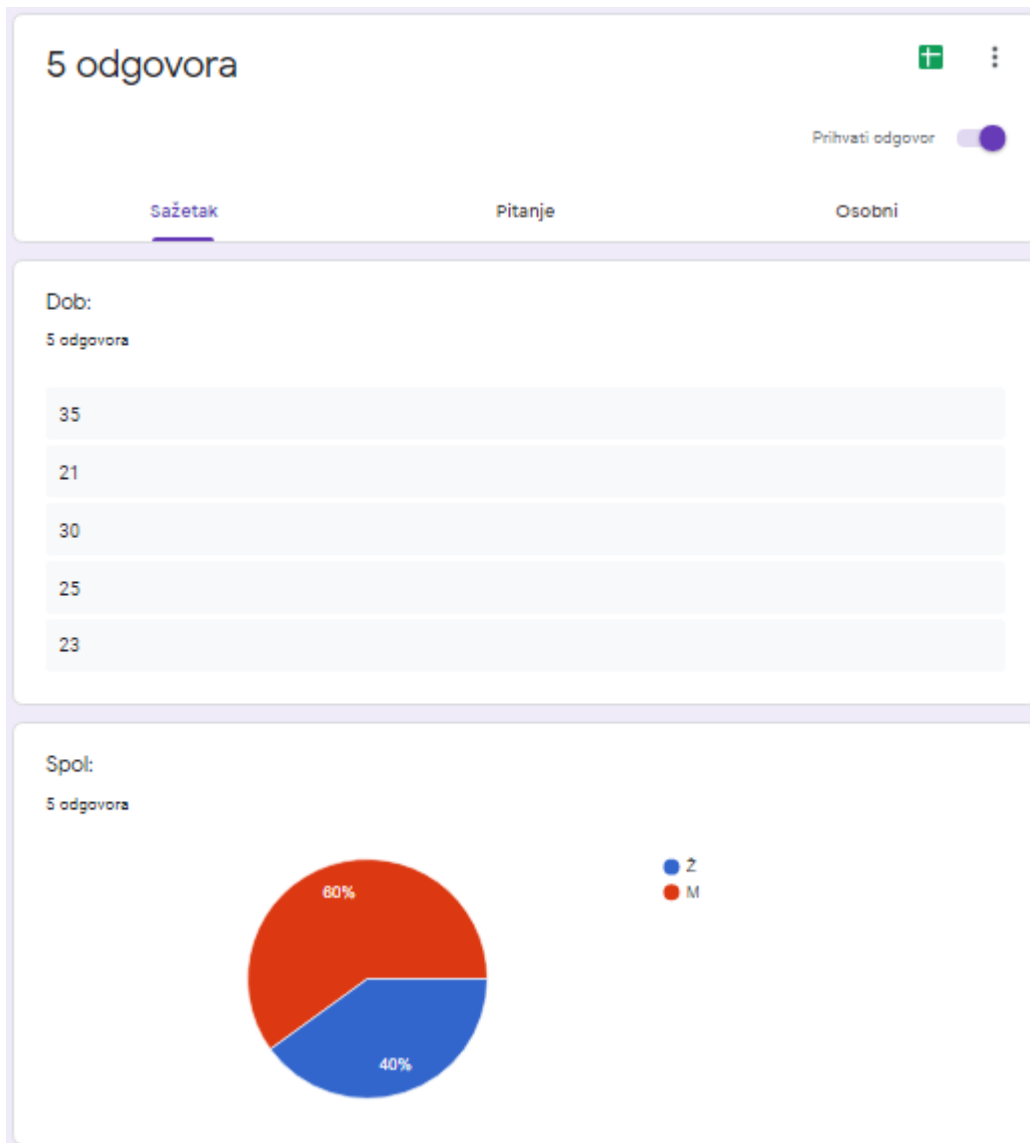 5 odgovora
Prihvati odgovor
Sažetak Pitanje Osobni
Dob:
5 odgovora
35
21
30
25
23
Spol:
5 odgovora
60%
40%
Ž
M